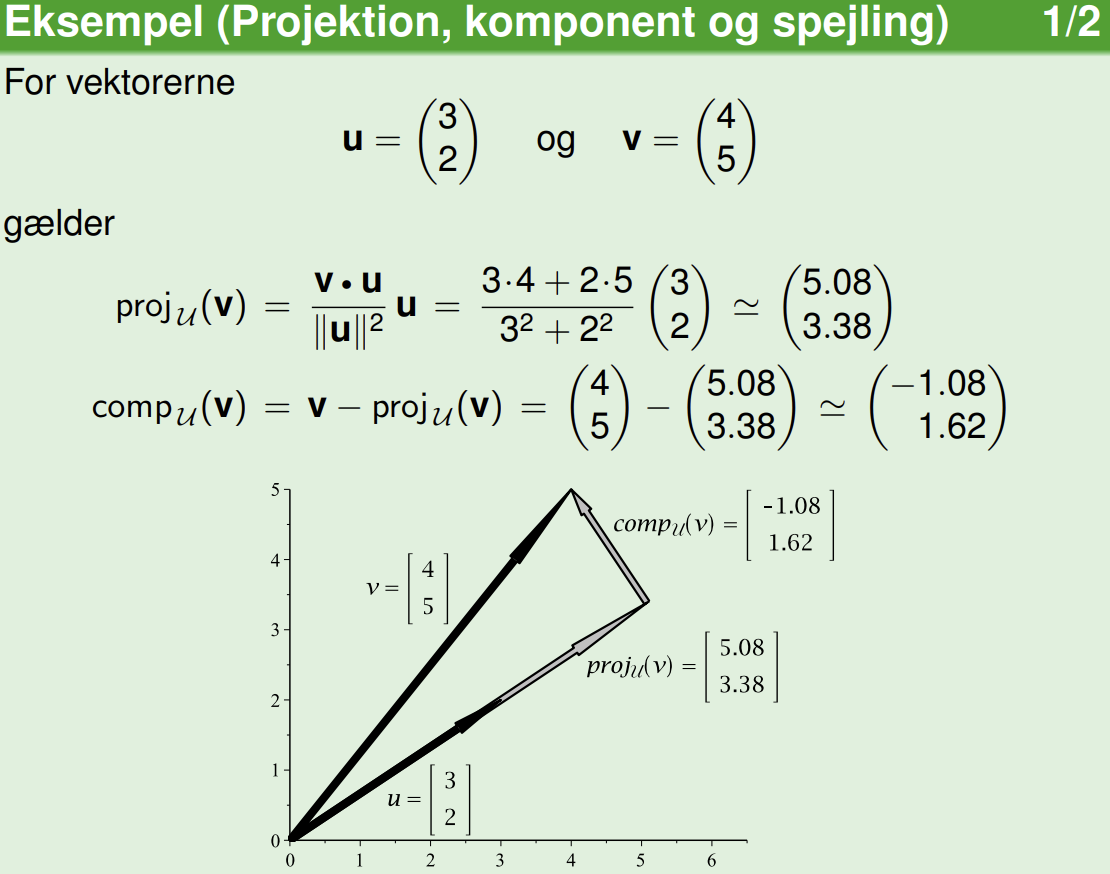 Eksempel (Projektion, komponent og spejling) 1/2
For vektorerne
u = (3 2) og v = (4 5)
gælder
proj_𝒰(v) = (v • u)/‖u‖² u = (3·4 + 2·5)/(3² + 2²) (3 2) ≃ (5.08 3.38)
comp_𝒰(v) = v − proj_𝒰(v) = (4 5) − (5.08 3.38) ≃ (−1.08 1.62)
5
comp_𝒰(v) = [-1.08 1.62]
4
v = [4 5]
3
proj_𝒰(v) = [5.08 3.38]
2
1
u = [3 2]
0
0 1 2 3 4 5 6